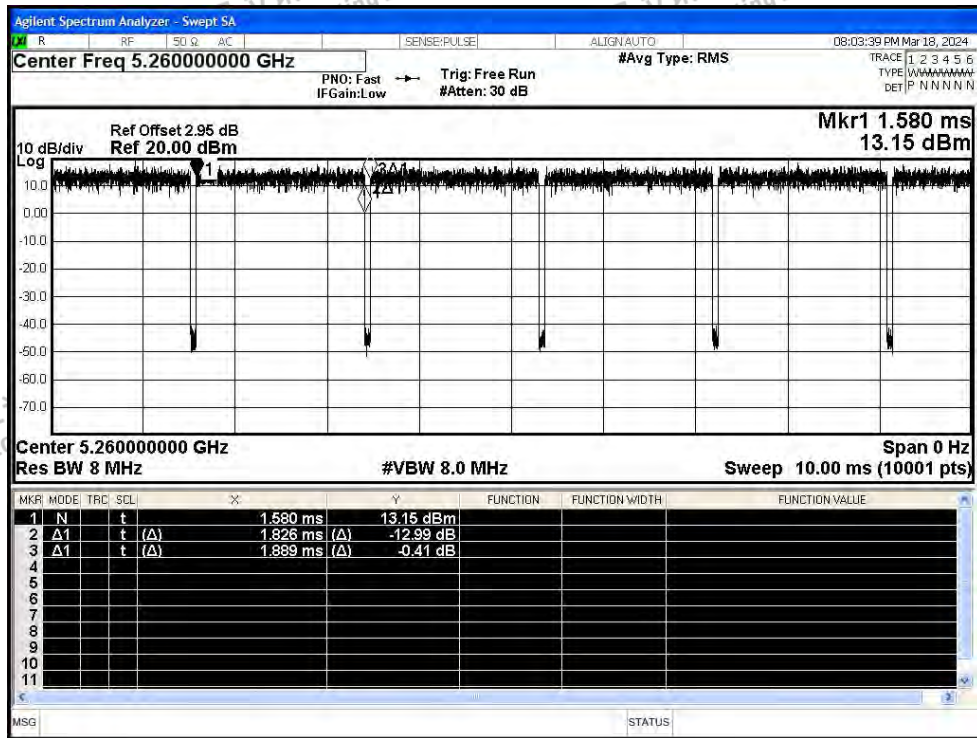 Agilent Spectrum Analyzer - Swept SA
LXI R RF 50 Ω AC SENSE:PULSE ALIGN AUTO 08:03:39 PM Mar 18, 2024
Center Freq 5.260000000 GHz #Avg Type: RMS TRACE 1 2 3 4 5 6
PNO: Fast Trig: Free Run TYPE
IFGain:Low #Atten: 30 dB DET P N N N N N
Mkr1 1.580 ms
Ref Offset 2.95 dB
10 dB/div Ref 20.00 dBm 13.15 dBm
Log
1 3Δ1
10.0
0.00
-10.0
-20.0
-30.0
-40.0
-50.0
-60.0
-70.0
Center 5.260000000 GHz Span 0 Hz
Res BW 8 MHz #VBW 8.0 MHz Sweep 10.00 ms (10001 pts)
MKR MODE TRC SCL X Y FUNCTION FUNCTION WIDTH FUNCTION VALUE
1 N t 1.580 ms 13.15 dBm
2 Δ1 t (Δ) 1.826 ms (Δ) -12.99 dB
3 Δ1 t (Δ) 1.889 ms (Δ) -0.41 dB
4
5
6
7
8
9
10
11
MSG STATUS